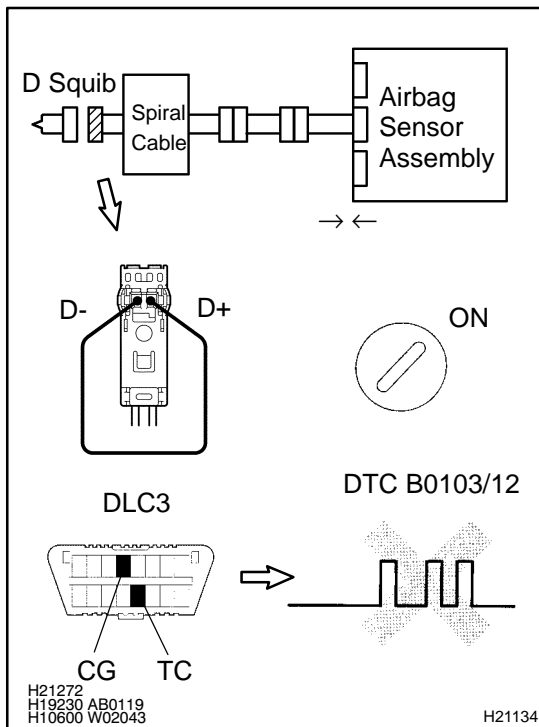 D Squib
Spiral
Cable
Airbag
Sensor
Assembly
D-
D+
ON
DLC3
DTC B0103/12
CG
TC
H21272
H19230 AB0119
H10600 W02043
H21134